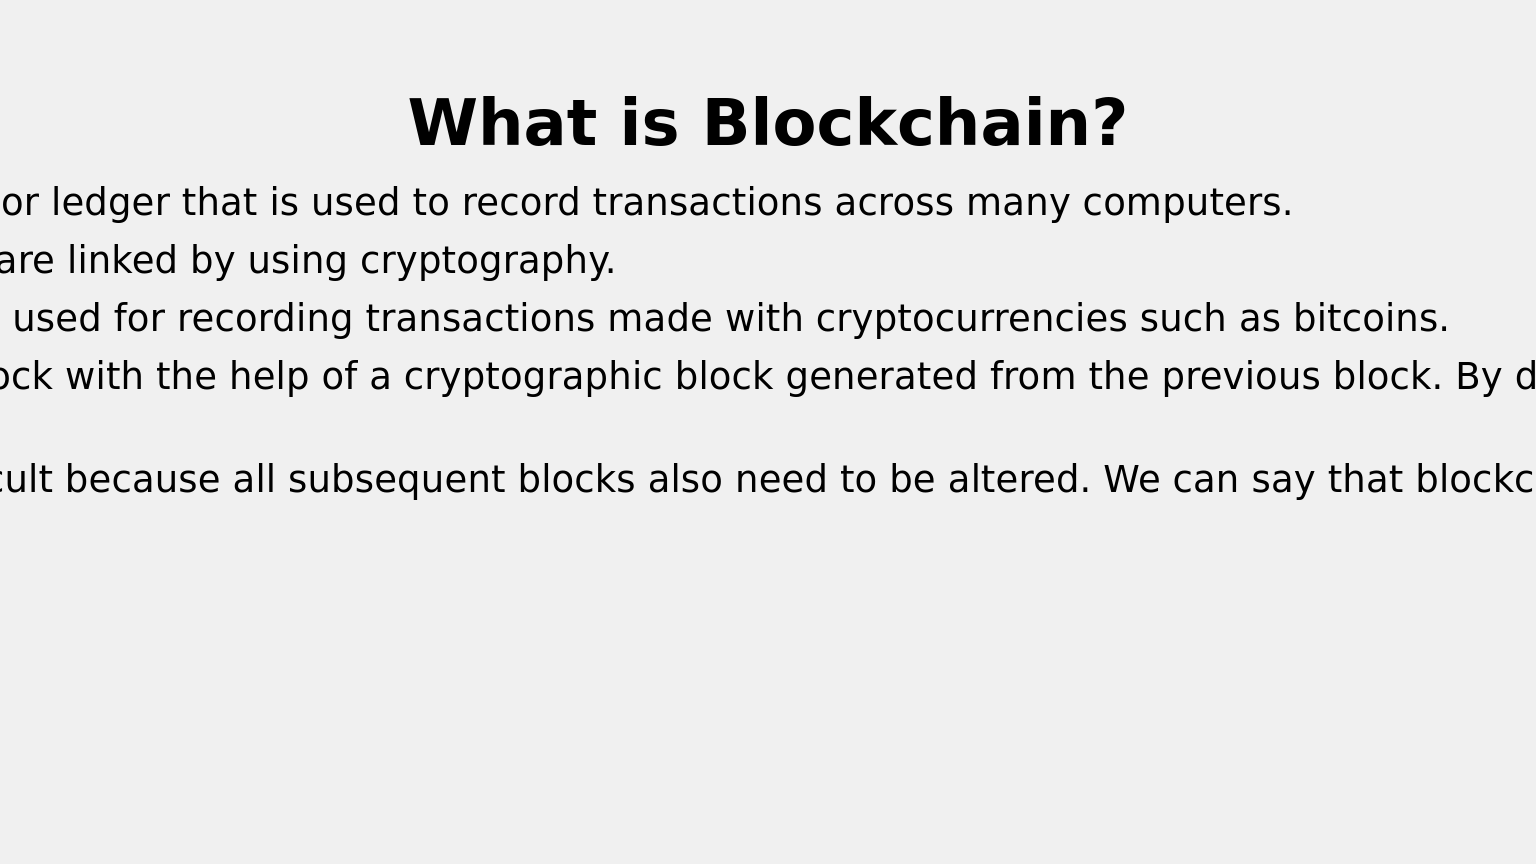 What is Blockchain?
or ledger that is used to record transactions across many computers.
are linked by using cryptography.
used for recording transactions made with cryptocurrencies such as bitcoins.
ock with the help of a cryptographic block generated from the previous block. By d
cult because all subsequent blocks also need to be altered. We can say that blockc